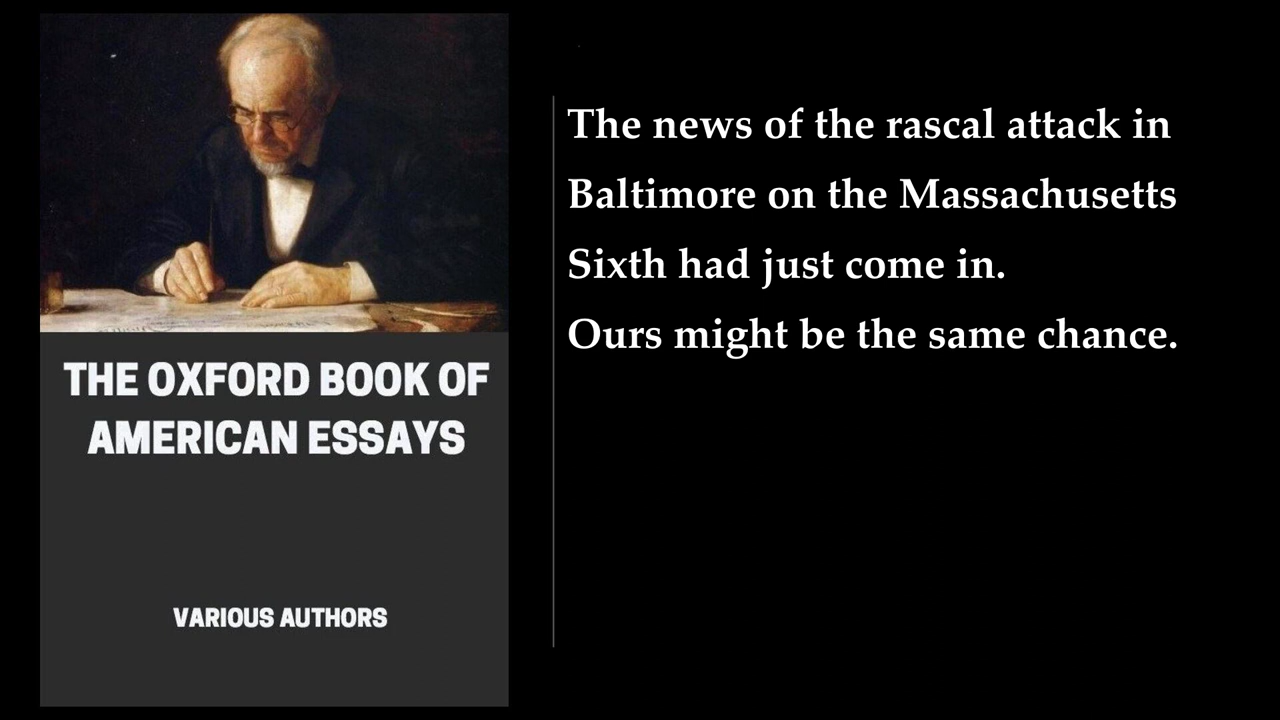 THE OXFORD BOOK OF
AMERICAN ESSAYS
VARIOUS AUTHORS
The news of the rascal attack in
Baltimore on the Massachusetts
Sixth had just come in.
Ours might be the same chance.